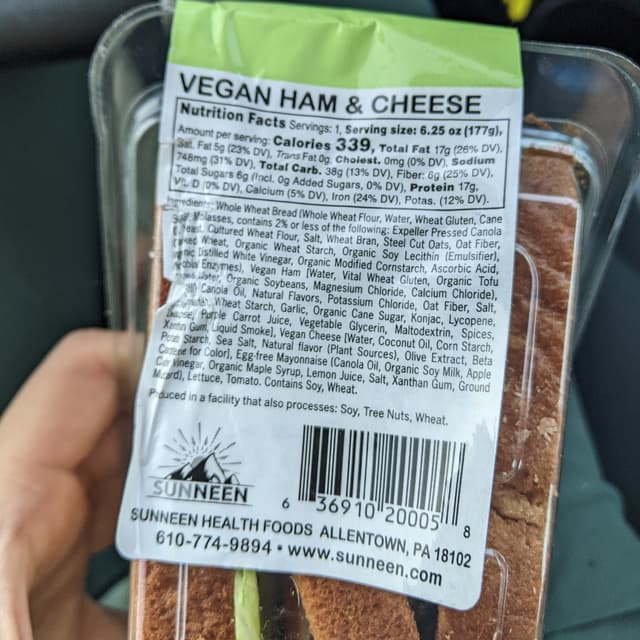 VEGAN HAM & CHEESE
Nutrition Facts Servings: 1, Serving size: 6.25 oz (177g),
Amount per serving: Calories 339, Total Fat 17g (26% DV),
Sat. Fat 5g (23% DV), Trans Fat 0g, Cholest. 0mg (0% DV), Sodium
748mg (31% DV), Total Carb. 38g (13% DV), Fiber: 6g (25% DV),
Total Sugars 6g (Incl. 0g Added Sugars, 0% DV), Protein 17g,
Vit. D (0% DV), Calcium (5% DV), Iron (24% DV), Potas. (12% DV).
Ingredients: Whole Wheat Bread (Whole Wheat Flour, Water, Wheat Gluten, Cane
Molasses, contains 2% or less of the following: Expeller Pressed Canola
Yeast, Cultured Wheat Flour, Salt, Wheat Bran, Steel Cut Oats, Oat Fiber,
Wheat, Organic Wheat Starch, Organic Soy Lecithin (Emulsifier),
Distilled White Vinegar, Organic Modified Cornstarch, Ascorbic Acid,
Enzymes), Vegan Ham [Water, Vital Wheat Gluten, Organic Tofu
Organic Soybeans, Magnesium Chloride, Calcium Chloride),
Canola Oil, Natural Flavors, Potassium Chloride, Oat Fiber, Salt,
Wheat Starch, Garlic, Organic Cane Sugar, Konjac, Lycopene,
Purple Carrot Juice, Vegetable Glycerin, Maltodextrin, Spices,
Gum, Liquid Smoke], Vegan Cheese [Water, Coconut Oil, Corn Starch,
Starch, Sea Salt, Natural flavor (Plant Sources), Olive Extract, Beta
for Color], Egg-free Mayonnaise (Canola Oil, Organic Soy Milk, Apple
Vinegar, Organic Maple Syrup, Lemon Juice, Salt, Xanthan Gum, Ground
Lettuce, Tomato. Contains Soy, Wheat.
Produced in a facility that also processes: Soy, Tree Nuts, Wheat.
SUNNEEN
6 36910 20005 8
SUNNEEN HEALTH FOODS ALLENTOWN, PA 18102
610-774-9894 • www.sunneen.com